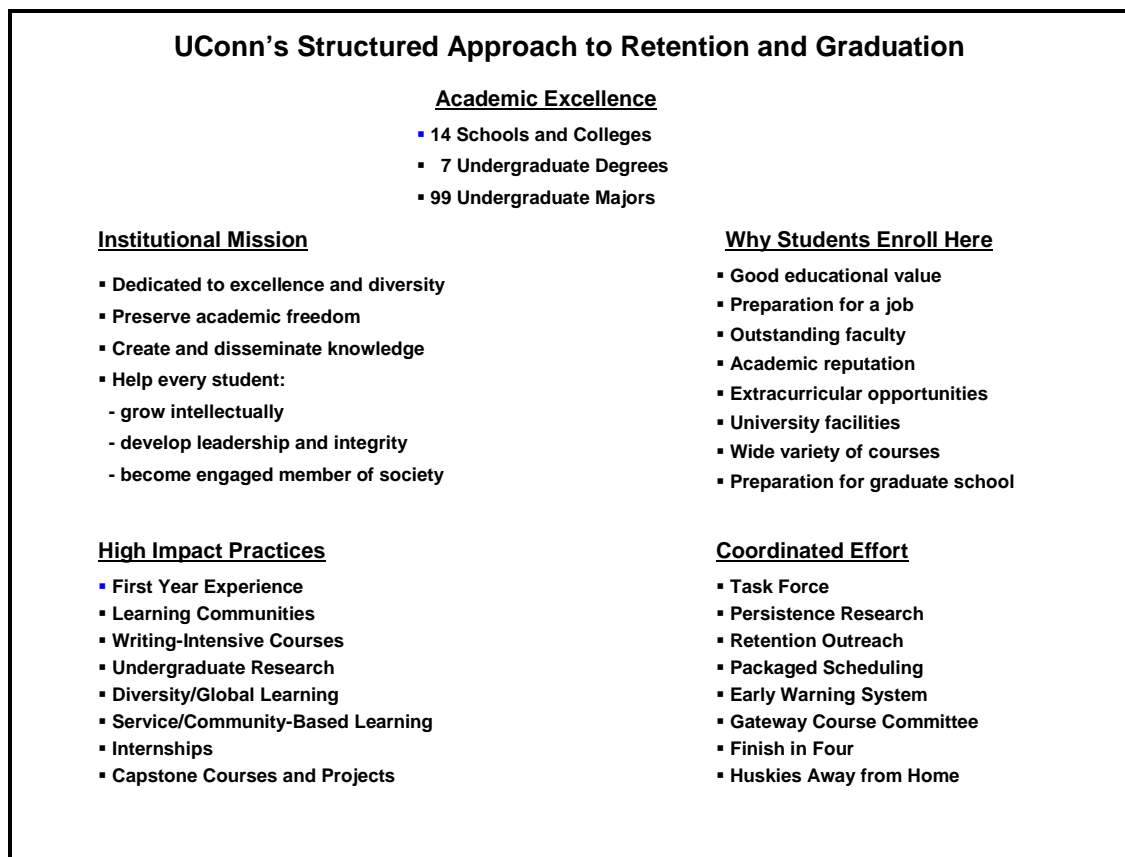 UConn’s Structured Approach to Retention and Graduation
Academic Excellence
▪ 14 Schools and Colleges
▪ 7 Undergraduate Degrees
▪ 99 Undergraduate Majors
Institutional Mission
▪ Dedicated to excellence and diversity
▪ Preserve academic freedom
▪ Create and disseminate knowledge
▪ Help every student:
- grow intellectually
- develop leadership and integrity
- become engaged member of society
Why Students Enroll Here
▪ Good educational value
▪ Preparation for a job
▪ Outstanding faculty
▪ Academic reputation
▪ Extracurricular opportunities
▪ University facilities
▪ Wide variety of courses
▪ Preparation for graduate school
High Impact Practices
▪ First Year Experience
▪ Learning Communities
▪ Writing-Intensive Courses
▪ Undergraduate Research
▪ Diversity/Global Learning
▪ Service/Community-Based Learning
▪ Internships
▪ Capstone Courses and Projects
Coordinated Effort
▪ Task Force
▪ Persistence Research
▪ Retention Outreach
▪ Packaged Scheduling
▪ Early Warning System
▪ Gateway Course Committee
▪ Finish in Four
▪ Huskies Away from Home